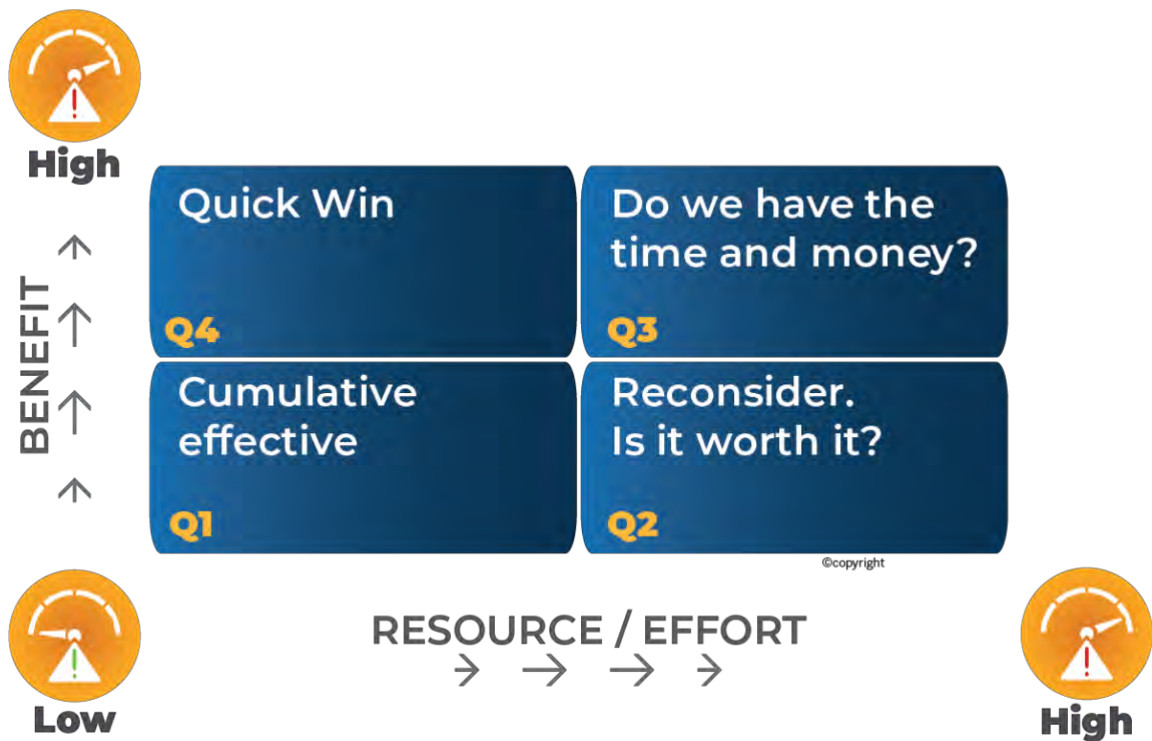 High
Quick Win
Q4
Do we have the
time and money?
Q3
BENEFIT
Cumulative
effective
Q1
Reconsider.
Is it worth it?
Q2
©copyright
RESOURCE / EFFORT
Low
High